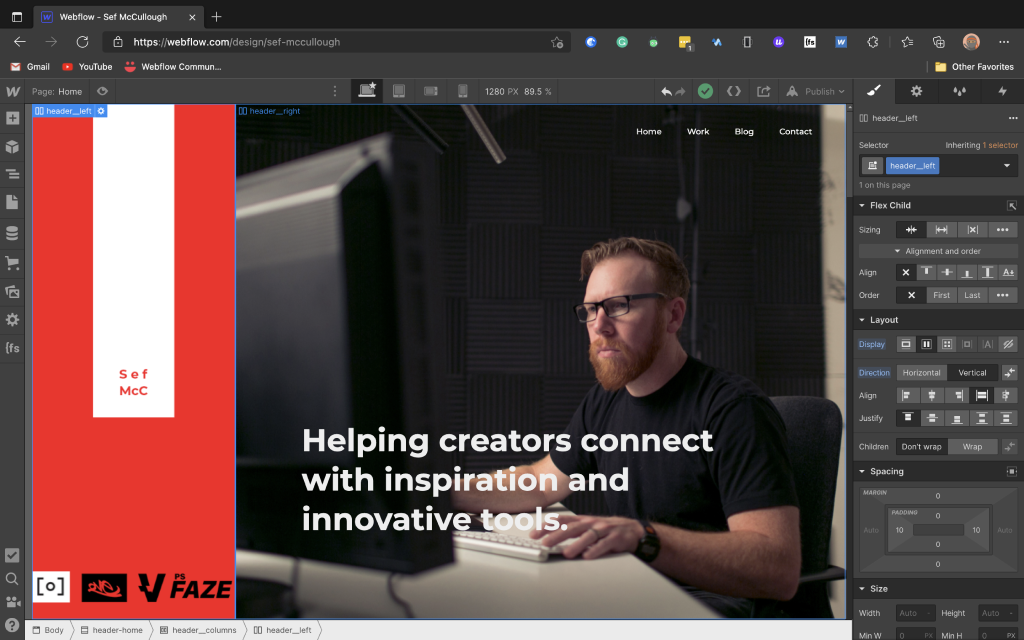 Webflow - Sef McCullough
https://webflow.com/design/sef-mccullough
Gmail
YouTube
Webflow Commun...
Other Favorites
Page: Home
1280 PX 89.5 %
Publish
header__left
header__right
Home Work Blog Contact
Sef
McC
Helping creators connect
with inspiration and
innovative tools.
PS
FAZE
Body
header-home
header__columns
header__left
header__left
Selector
Inheriting 1 selector
header__left
1 on this page
Flex Child
Sizing
Alignment and order
Align
Order
First
Last
Layout
Display
Direction
Horizontal
Vertical
Align
Justify
Children
Don't wrap
Wrap
Spacing
MARGIN
0
PADDING
0
Auto
10
10
Auto
0
0
Size
Width
Auto
Height
Auto
Min W
0 PX
Min H
0 PX